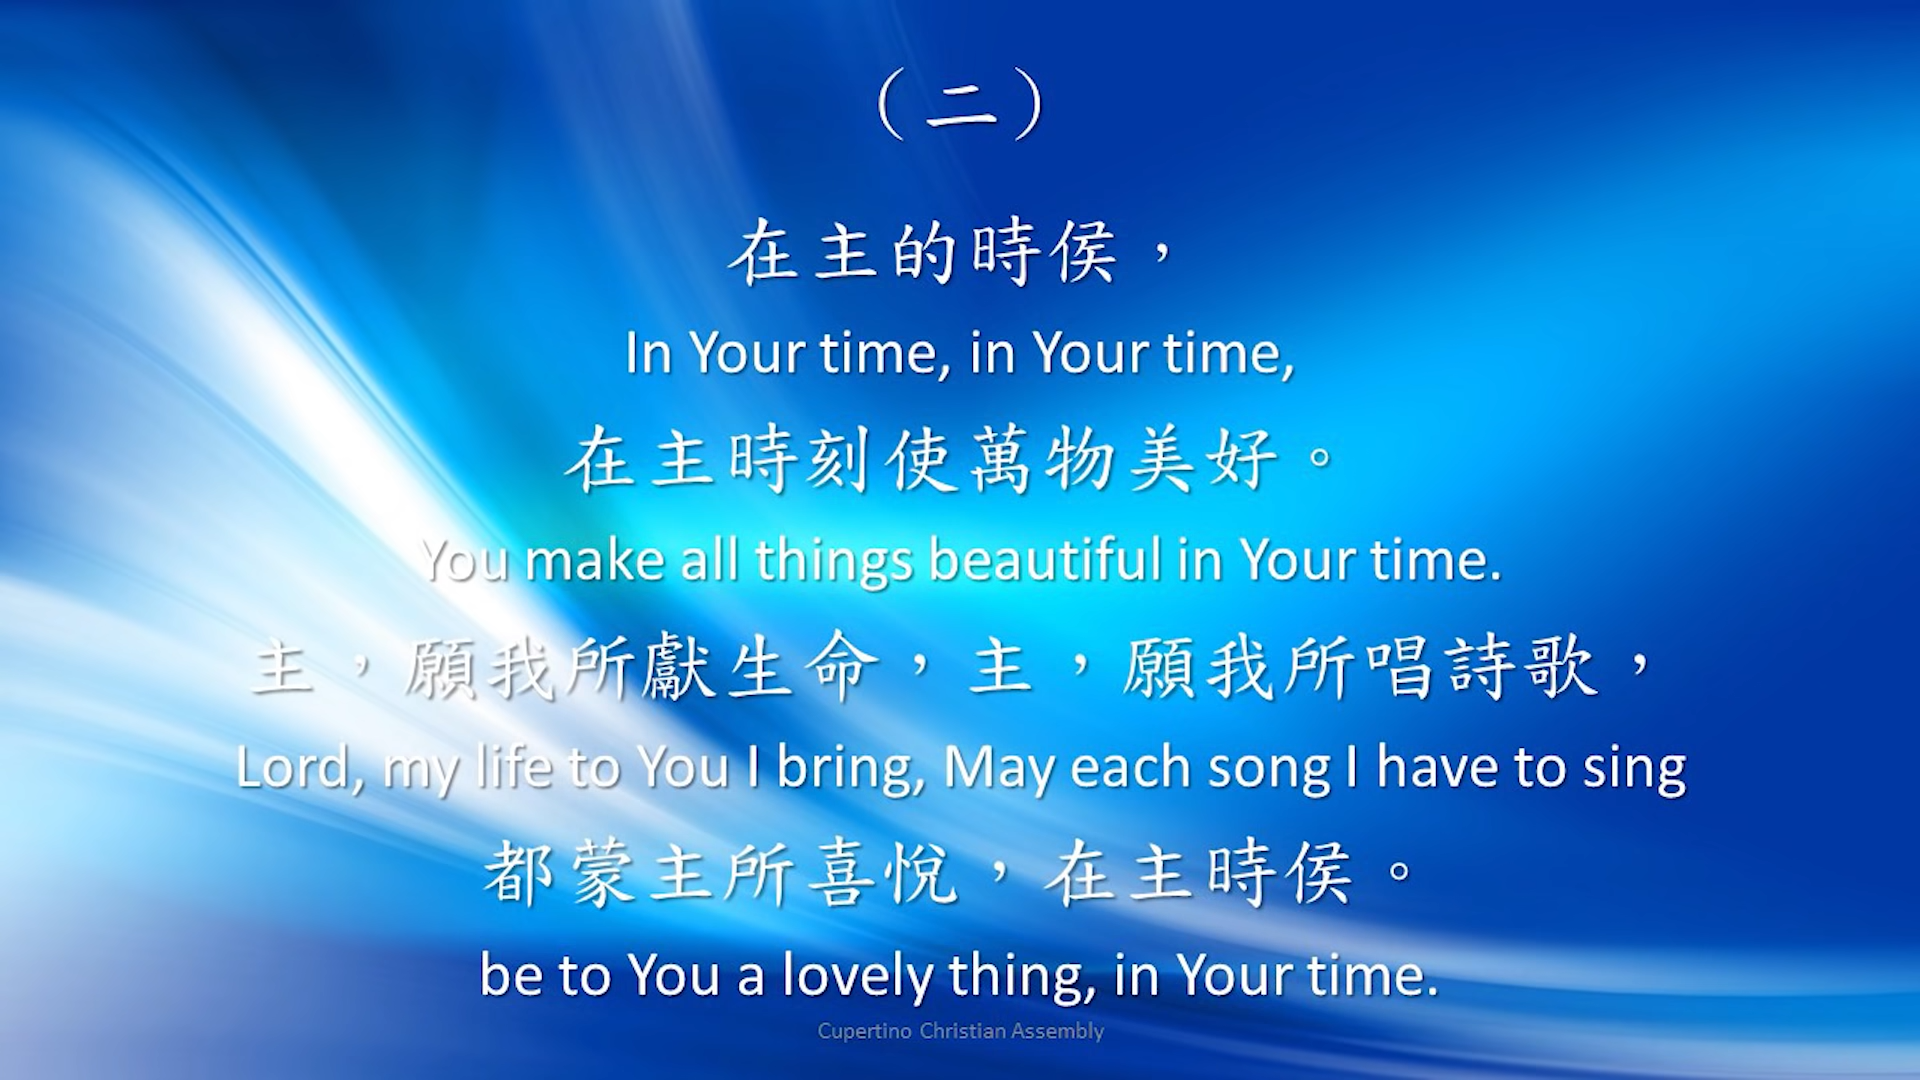 （二）
在主的時侯，
In Your time, in Your time,
在主時刻使萬物美好。
You make all things beautiful in Your time.
主，願我所獻生命，主，願我所唱詩歌，
Lord, my life to You I bring, May each song I have to sing
都蒙主所喜悅，在主時侯。
be to You a lovely thing, in Your time.
Cupertino Christian Assembly